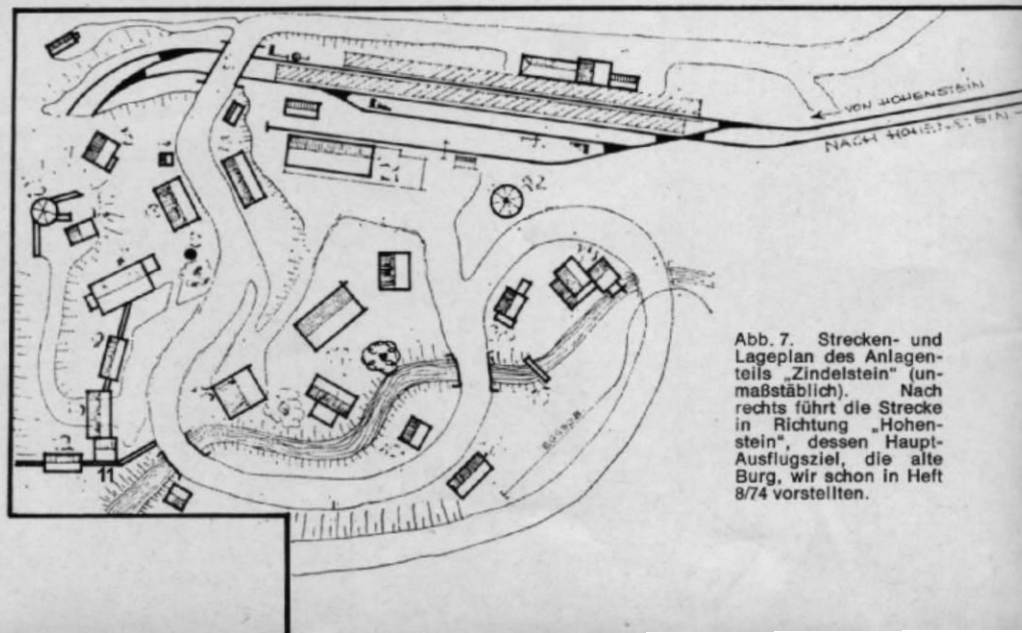 VON HOHENSTEIN
NACH HOHENSTEIN
Abb. 7. Strecken- und
Lageplan des Anlagen-
teils „Zindelstein" (un-
maßstäblich). Nach
rechts führt die Strecke
in Richtung „Hohen-
stein", dessen Haupt-
Ausflugsziel, die alte
Burg, wir schon in Heft
8/74 vorstellten.
11